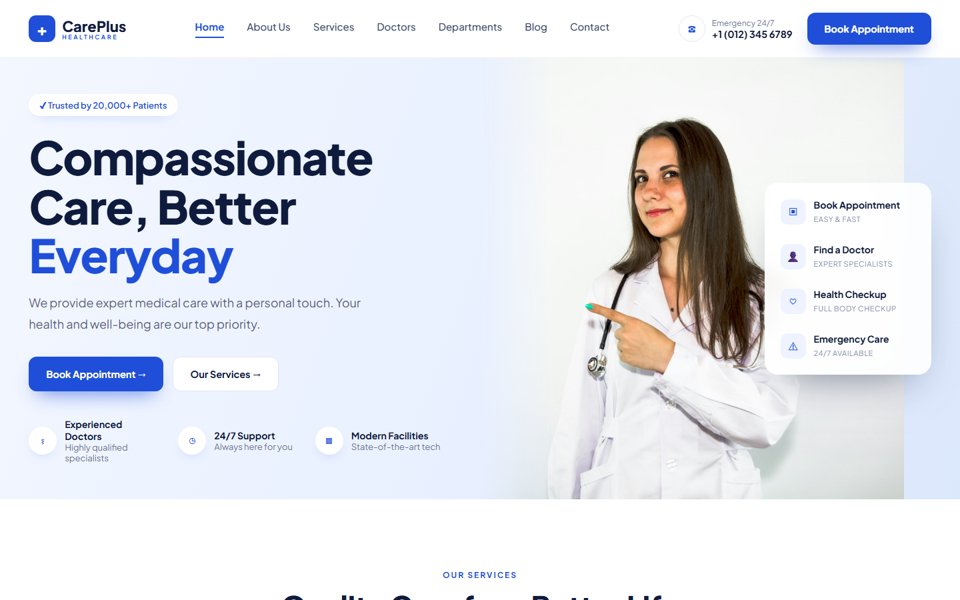 CarePlus
HEALTHCARE
Home
About Us
Services
Doctors
Departments
Blog
Contact
Emergency 24/7
+1 (012) 345 6789
Book Appointment
✓ Trusted by 20,000+ Patients
Compassionate
Care, Better
Everyday
We provide expert medical care with a personal touch. Your
health and well-being are our top priority.
Book Appointment →
Our Services →
Experienced
Doctors
Highly qualified
specialists
24/7 Support
Always here for you
Modern Facilities
State-of-the-art tech
Book Appointment
EASY & FAST
Find a Doctor
EXPERT SPECIALISTS
Health Checkup
FULL BODY CHECKUP
Emergency Care
24/7 AVAILABLE
OUR SERVICES